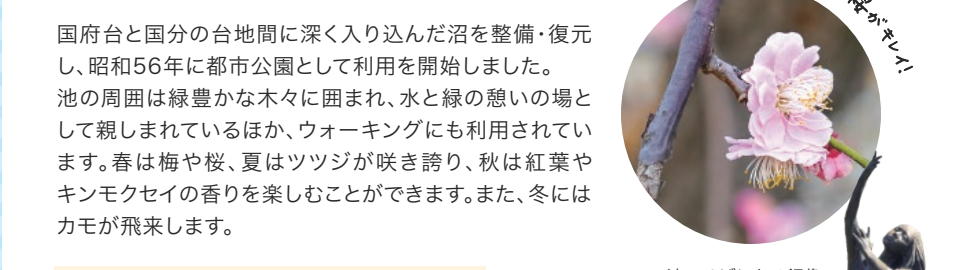 国府台と国分の台地間に深く入り込んだ沼を整備・復元
し、昭和56年に都市公園として利用を開始しました。
池の周囲は緑豊かな木々に囲まれ、水と緑の憩いの場と
して親しまれているほか、ウォーキングにも利用されてい
ます。春は梅や桜、夏はツツジが咲き誇り、秋は紅葉や
キンモクセイの香りを楽しむことができます。また、冬には
カモが飛来します。
がキレイ!